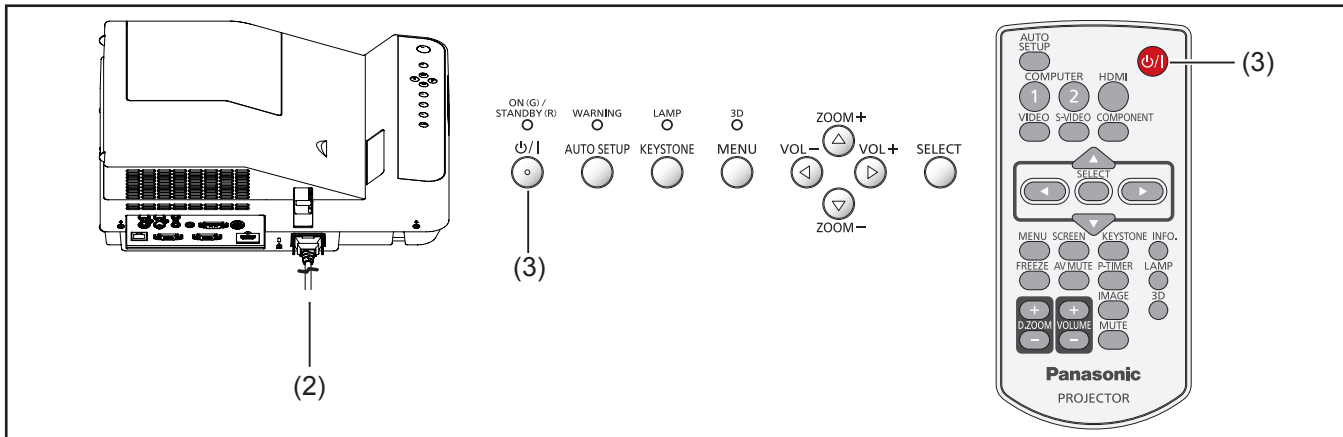 (2)
ON (G) /
STANDBY (R)
WARNING
LAMP
3D
⏻/I
AUTO SETUP
KEYSTONE
MENU
(3)
ZOOM+
VOL−
VOL+
ZOOM−
SELECT
AUTO
SETUP
⏻/I
(3)
COMPUTER
HDMI
1
2
VIDEO
S-VIDEO
COMPONENT
SELECT
MENU
SCREEN
KEYSTONE
INFO.
FREEZE
AV MUTE
P-TIMER
LAMP
IMAGE
3D
+
+
D.ZOOM
VOLUME
MUTE
−
−
Panasonic
PROJECTOR